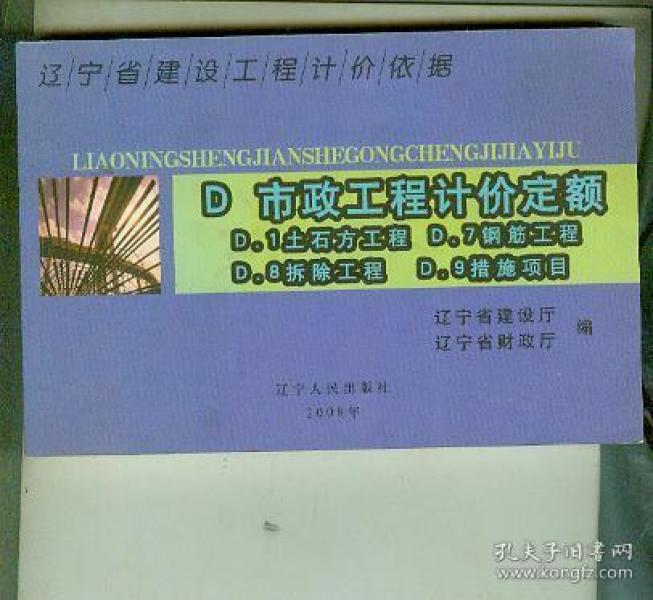 辽/宁/省/建/设/工/程/计/价/依/据
LIAONINGSHENGJIANSHEGONGCHENGJIJIAYIJU
D 市政工程计价定额
D.1土石方工程 D.7钢筋工程
D.8拆除工程 D.9措施项目
辽宁省建设厅
辽宁省财政厅
编
辽宁人民出版社
2008年
孔夫子旧书网
www.kongfz.com